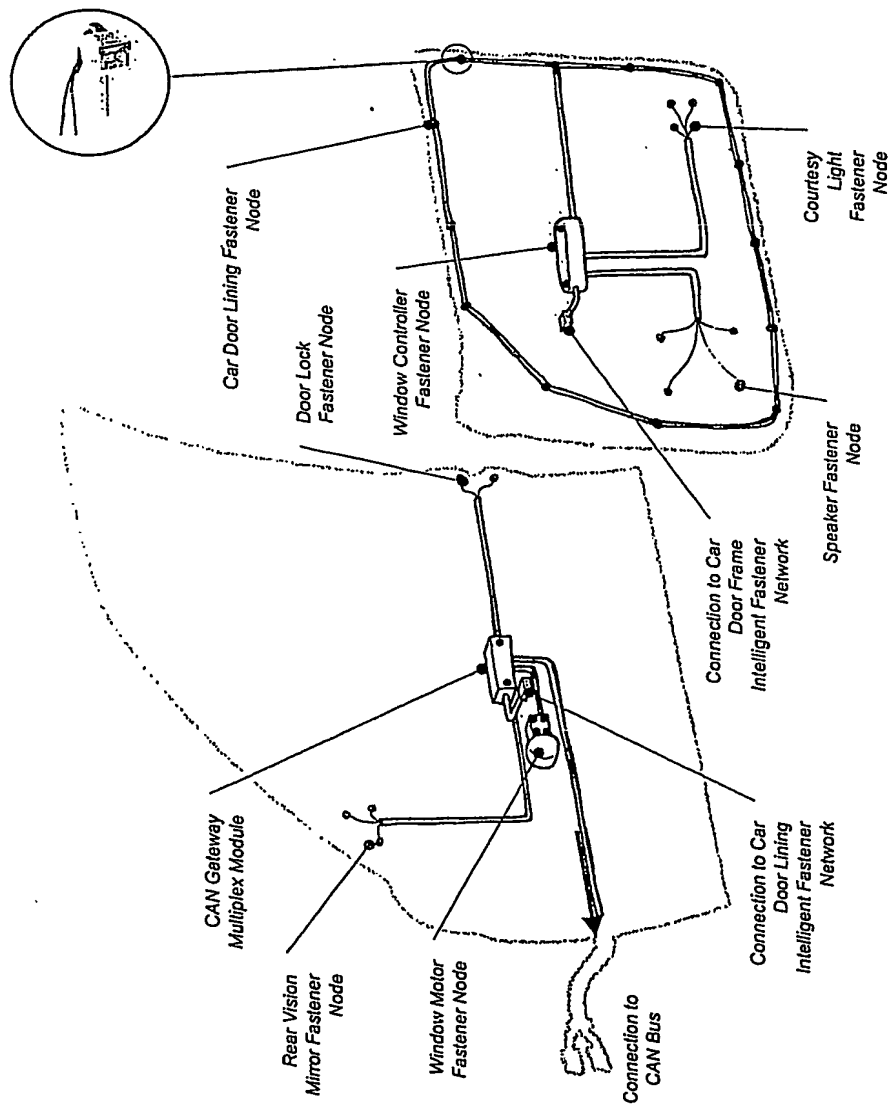 Car Door Lining Fastener
Node
Door Lock
Fastener Node
Window Controller
Fastener Node
CAN Gateway
Multiplex Module
Rear Vision
Mirror Fastener
Node
Window Motor
Fastener Node
Connection to
CAN Bus
Connection to Car
Door Lining
Intelligent Fastener
Network
Connection to Car
Door Frame
Intelligent Fastener
Network
Speaker Fastener
Node
Courtesy
Light
Fastener
Node